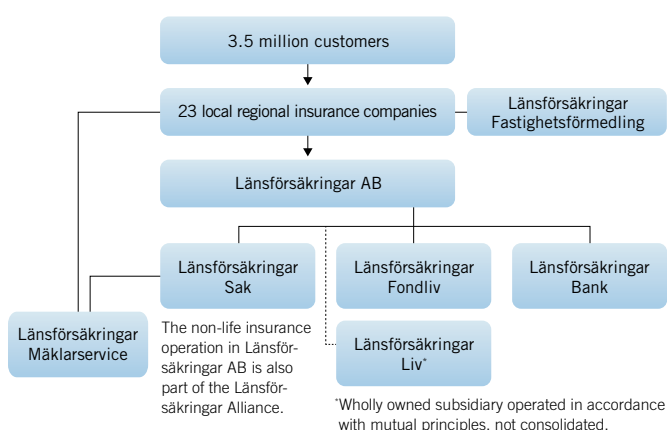 3.5 million customers
23 local regional insurance companies
Länsförsäkringar
Fastighetsförmedling
Länsförsäkringar AB
Länsförsäkringar
Sak
Länsförsäkringar
Fondliv
Länsförsäkringar
Bank
Länsförsäkringar
Mäklarservice
The non-life insurance
operation in Länsför-
säkringar AB is also
part of the Länsför-
säkringar Alliance.
Länsförsäkringar
Liv*
*Wholly owned subsidiary operated in accordance
with mutual principles, not consolidated.